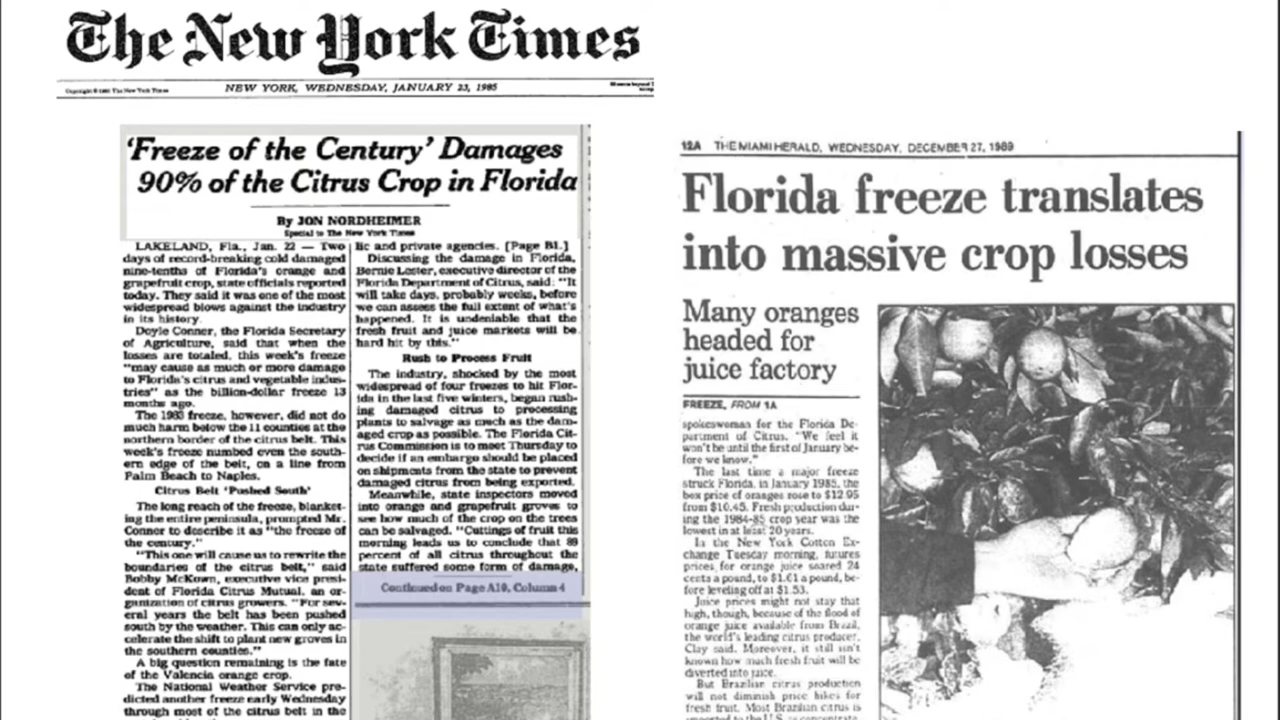 The New York Times
Copyright © 1985 The New York Times
NEW YORK, WEDNESDAY, JANUARY 23, 1985
'Freeze of the Century' Damages
90% of the Citrus Crop in Florida
By JON NORDHEIMER
Special to The New York Times
LAKELAND, Fla., Jan. 22 — Two
days of record-breaking cold damaged
nine-tenths of Florida's orange and
grapefruit crop, state officials reported
today. They said it was one of the most
widespread blows against the industry
in its history.
Doyle Conner, the Florida Secretary
of Agriculture, said that when the
losses are totaled, this week's freeze
"may cause as much or more damage
to Florida's citrus and vegetable indus-
tries" as the billion-dollar freeze 13
months ago.
The 1983 freeze, however, did not do
much harm below the 11 counties at the
northern border of the citrus belt. This
week's freeze numbed even the south-
ern edge of the belt, on a line from
Palm Beach to Naples.
Citrus Belt 'Pushed South'
The long reach of the freeze, blanket-
ing the entire peninsula, prompted Mr.
Conner to describe it as "the freeze of
the century."
"This one will cause us to rewrite the
boundaries of the citrus belt," said
Bobby McKown, executive vice presi-
dent of Florida Citrus Mutual, an or-
ganization of citrus growers. "For sev-
eral years the belt has been pushed
south by the weather. This can only ac-
celerate the shift to plant new groves in
the southern counties."
A big question remaining is the fate
of the Valencia orange crop.
The National Weather Service pre-
dicted another freeze early Wednesday
through most of the citrus belt in the
lic and private agencies. [Page B1.]
Discussing the damage in Florida,
Bernie Lester, executive director of the
Florida Department of Citrus, said: "It
will take days, probably weeks, before
we can assess the full extent of what's
happened. It is undeniable that the
fresh fruit and juice markets will be
hard hit by this."
Rush to Process Fruit
The industry, shocked by the most
widespread of four freezes to hit Flor-
ida in the last five winters, began rush-
ing damaged citrus to processing
plants to salvage as much as the dam-
aged crop as possible. The Florida Cit-
rus Commission is to meet Thursday to
decide if an embargo should be placed
on shipments from the state to prevent
damaged citrus from being exported.
Meanwhile, state inspectors moved
into orange and grapefruit groves to
see how much of the crop on the trees
can be salvaged. "Cuttings of fruit this
morning leads us to conclude that 89
percent of all citrus throughout the
state suffered some form of damage,
Continued on Page A10, Column 4
12A THE MIAMI HERALD, WEDNESDAY, DECEMBER 27, 1989
Florida freeze translates
into massive crop losses
Many oranges
headed for
juice factory
FREEZE, FROM 1A
spokeswoman for the Florida De-
partment of Citrus. "We feel it
won't be until the first of January be-
fore we know."
The last time a major freeze
struck Florida, in January 1985, the
box price of oranges rose to $12.95
from $10.45. Fresh production dur-
ing the 1984-85 crop year was the
lowest in at least 20 years.
In the New York Cotton Ex-
change Tuesday morning, futures
prices for orange juice soared 24
cents a pound, to $1.61 a pound, be-
fore leveling off at $1.53.
Juice prices might not stay that
high, though, because of the flood of
orange juice available from Brazil,
the world's leading citrus producer,
Clay said. Moreover, it still isn't
known how much fresh fruit will be
diverted into juice.
But Brazilian citrus production
will not diminish price hikes for
fresh fruit. Most Brazilian citrus is